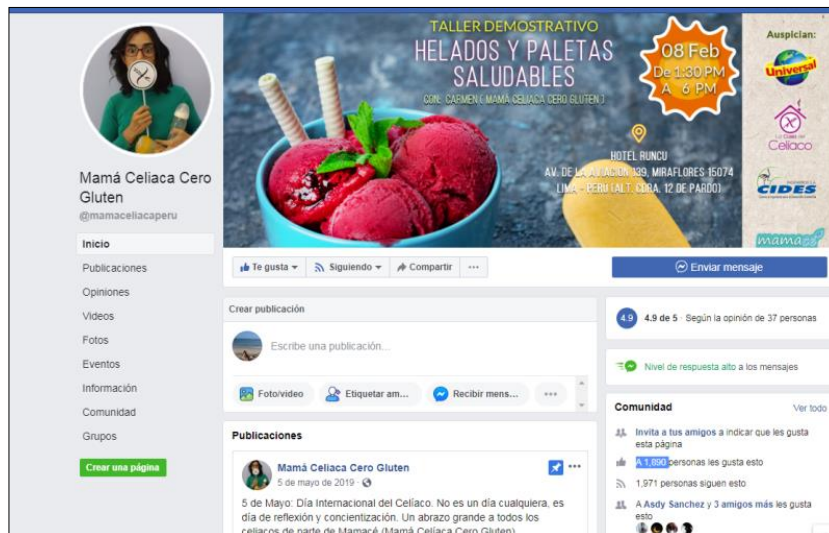 TALLER DEMOSTRATIVO
HELADOS Y PALETAS
SALUDABLES
CON: CARMEN ( MAMÁ CELIACA CERO GLUTEN )
08 Feb
De 1:30 PM
A 6 PM
HOTEL RUNCU
AV. DE LA AVIACIÓN 139, MIRAFLORES 15074
LIMA - PERÚ (ALT. CDRA. 12 DE PARDO)
Auspician:
Universal
La Casa del
Celíaco
CIDES
mamacé
Mamá Celiaca Cero
Gluten
@mamaceliacaperu
Inicio
Publicaciones
Opiniones
Videos
Fotos
Eventos
Información
Comunidad
Grupos
Crear una página
Te gusta
Siguiendo
Compartir
Enviar mensaje
Crear publicación
Escribe una publicación...
Foto/video
Etiquetar am...
Recibir mens...
Publicaciones
Mamá Celiaca Cero Gluten
5 de mayo de 2019 ·
5 de Mayo: Día Internacional del Celíaco. No es un día cualquiera, es
día de reflexión y concientización. Un abrazo grande a todos los
celiacos de parte de Mamacé (Mamá Celiaca Cero Gluten)
4.9
4.9 de 5 · Según la opinión de 37 personas
Nivel de respuesta alto a los mensajes
Comunidad
Ver todo
Invita a tus amigos a indicar que les gusta
esta página
A 1,890 personas les gusta esto
1,971 personas siguen esto
A Asdy Sanchez y 3 amigos más les gusta
esto